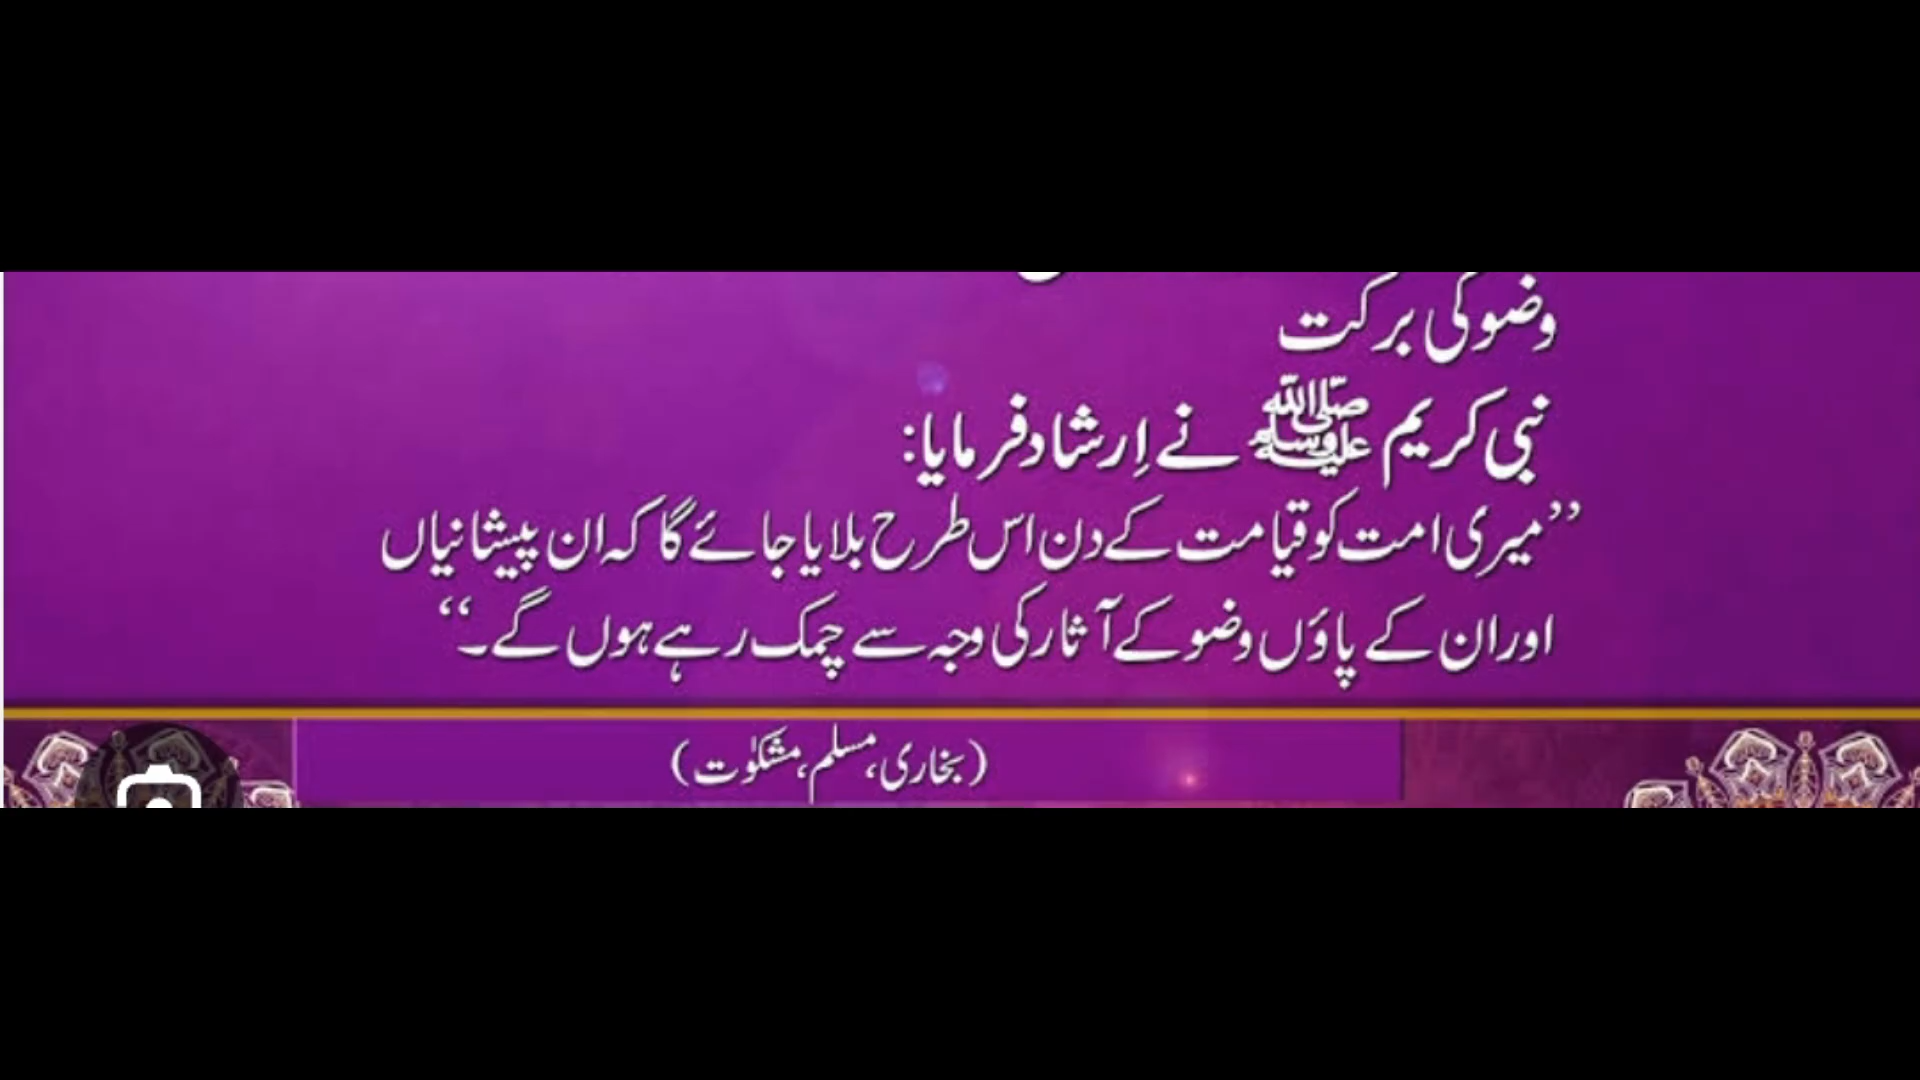 وضو کی برکت
نبی کریم ﷺ نے اِرشاد فرمایا:
’’میری امت کو قیامت کے دن اس طرح بلایا جائے گا کہ ان پیشانیاں
اور ان کے پاؤں وضو کے آثار کی وجہ سے چمک رہے ہوں گے۔‘‘
(بخاری، مسلم، مشکوٰت)